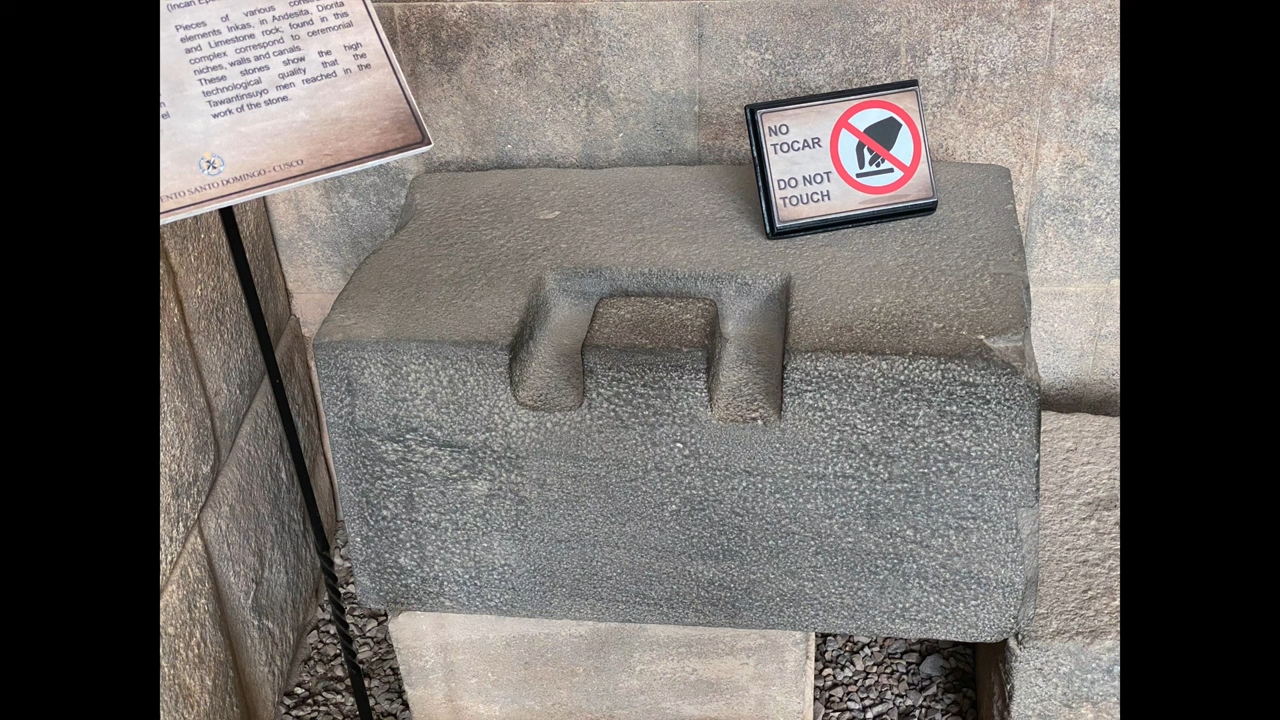 (Incan
Pieces of various
elements Inkas, in Andesita, Diorita
and Limestone rock, found in this
complex correspond to ceremonial
niches, walls and canals.
These stones show the high
technological quality that the
Tawantinsuyo men reached in the
work of the stone.
SANTO DOMINGO - CUSCO
NO
TOCAR
DO NOT
TOUCH